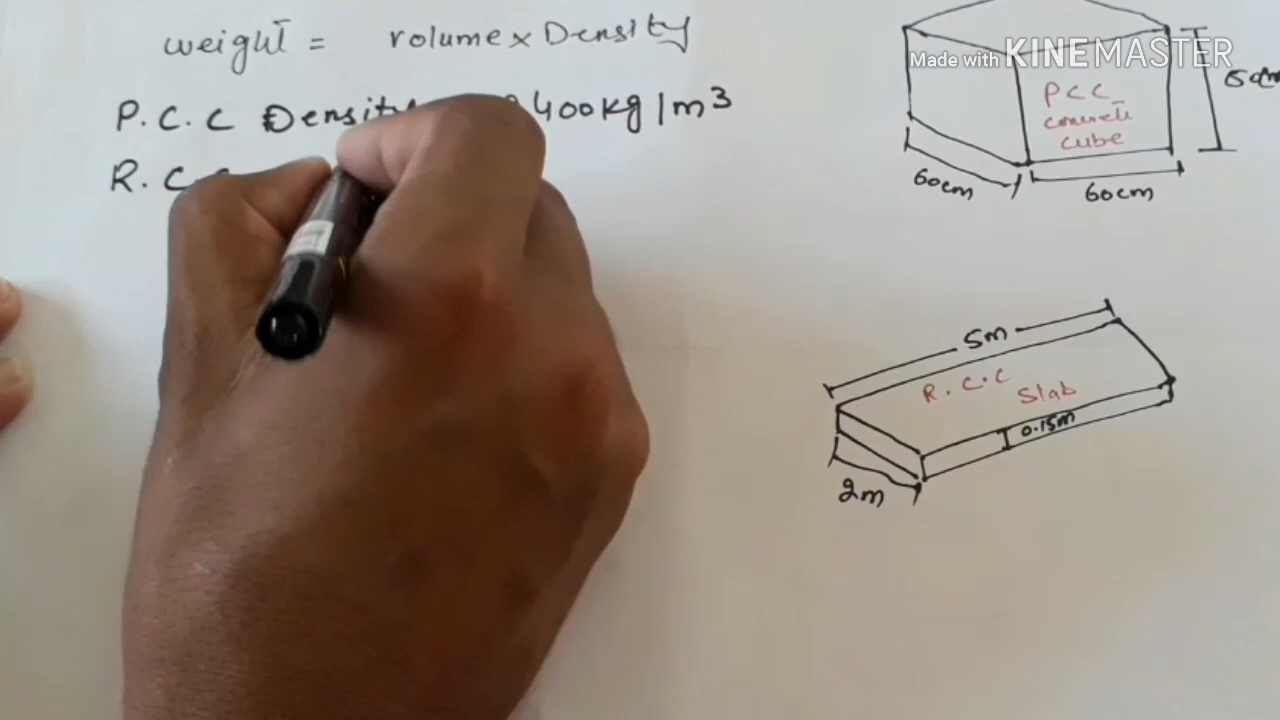 weight = volume x Density
P.C.C Density 400kg/m³
R.C
Made with KINEMASTER
PCC
concrete
cube
60cm
60cm
5m
R.C.C
Slab
0.15m
2m